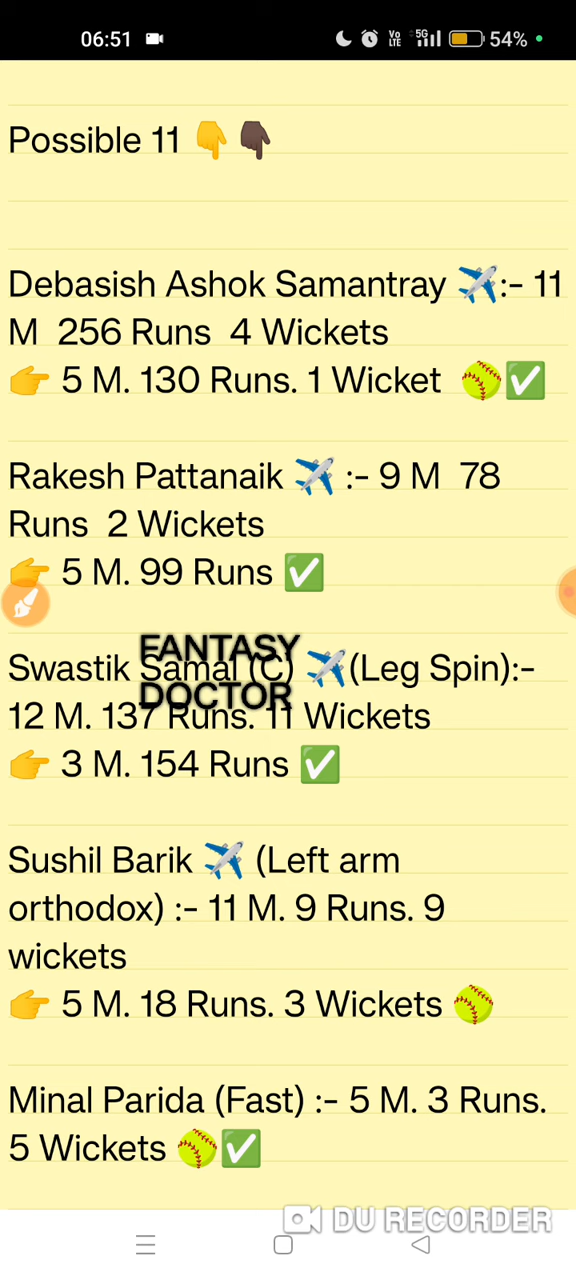 06:51 Vo LTE 5G 54%
Possible 11 👇👇🏿
Debasish Ashok Samantray ✈️:- 11
M 256 Runs 4 Wickets
👉 5 M. 130 Runs. 1 Wicket 🥎✅
Rakesh Pattanaik ✈️ :- 9 M 78
Runs 2 Wickets
👉 5 M. 99 Runs ✅
FANTASY
Swastik Samal (C) ✈️(Leg Spin):-
DOCTOR
12 M. 137 Runs. 11 Wickets
👉 3 M. 154 Runs ✅
Sushil Barik ✈️ (Left arm
orthodox) :- 11 M. 9 Runs. 9
wickets
👉 5 M. 18 Runs. 3 Wickets 🥎
Minal Parida (Fast) :- 5 M. 3 Runs.
5 Wickets 🥎✅
DU RECORDER